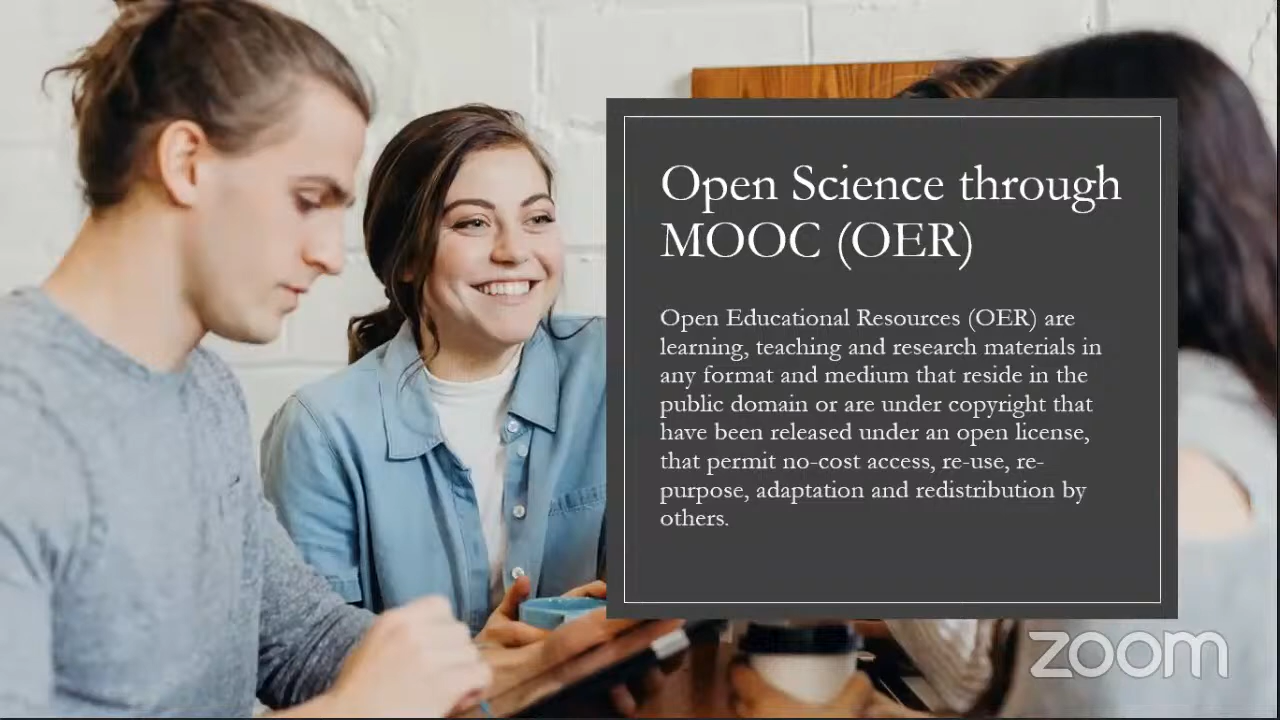 Open Science through
MOOC (OER)
Open Educational Resources (OER) are
learning, teaching and research materials in
any format and medium that reside in the
public domain or are under copyright that
have been released under an open license,
that permit no-cost access, re-use, re-
purpose, adaptation and redistribution by
others.
zoom